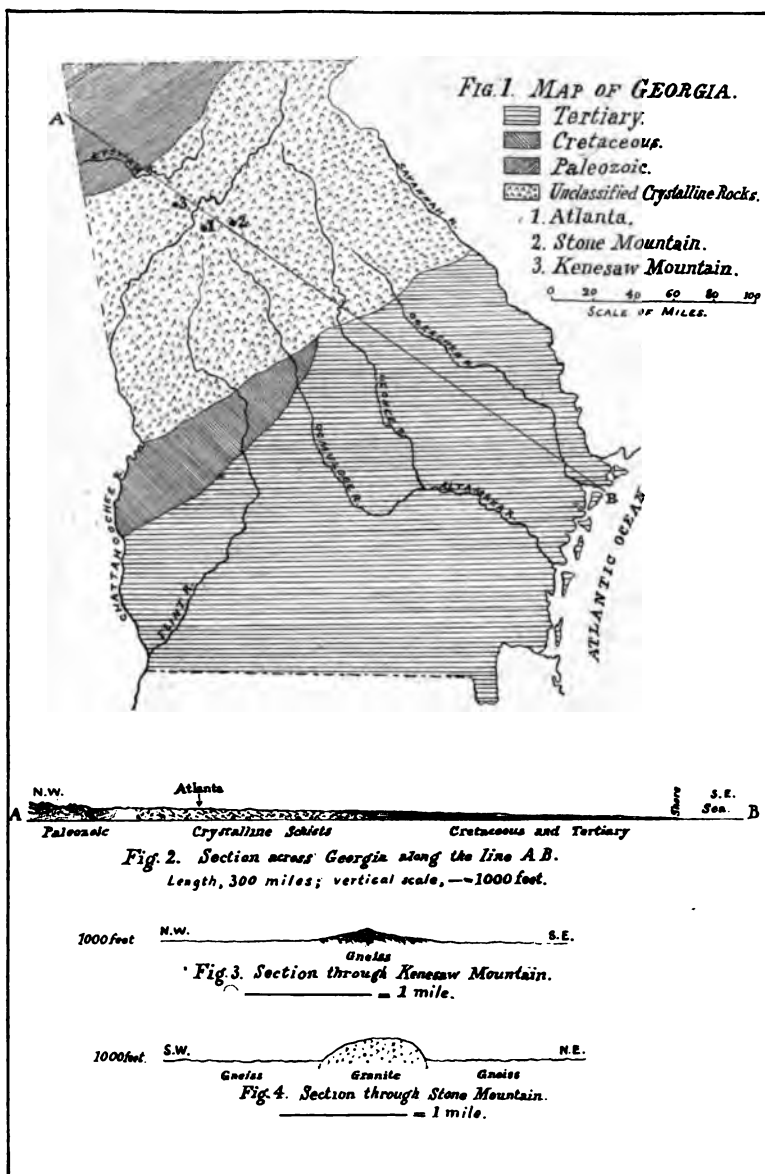 FIG. 1. MAP OF GEORGIA.
Tertiary.
Cretaceous.
Paleozoic.
Unclassified Crystalline Rocks.
1. Atlanta.
2. Stone Mountain.
3. Kenesaw Mountain.
0 20 40 60 80 100
SCALE OF MILES.
A
SAVANNAH R.
3
1
2
OGEECHEE R.
OCONEE R.
OCMULGEE R.
ALTAMAHA R.
B
CHATTAHOOCHEE R.
FLINT R.
ATLANTIC OCEAN
N.W.
Atlanta
Shore
S.E.
Sea.
A
B
Paleozoic
Crystalline Schists
Cretaceous and Tertiary
Fig. 2. Section across Georgia along the line A B.
Length, 300 miles; vertical scale, — = 1000 feet.
1000 feet
N.W.
S.E.
Gneiss
Fig. 3. Section through Kenesaw Mountain.
= 1 mile.
1000 feet.
S.W.
N.E.
Gneiss
Granite
Gneiss
Fig. 4. Section through Stone Mountain.
= 1 mile.